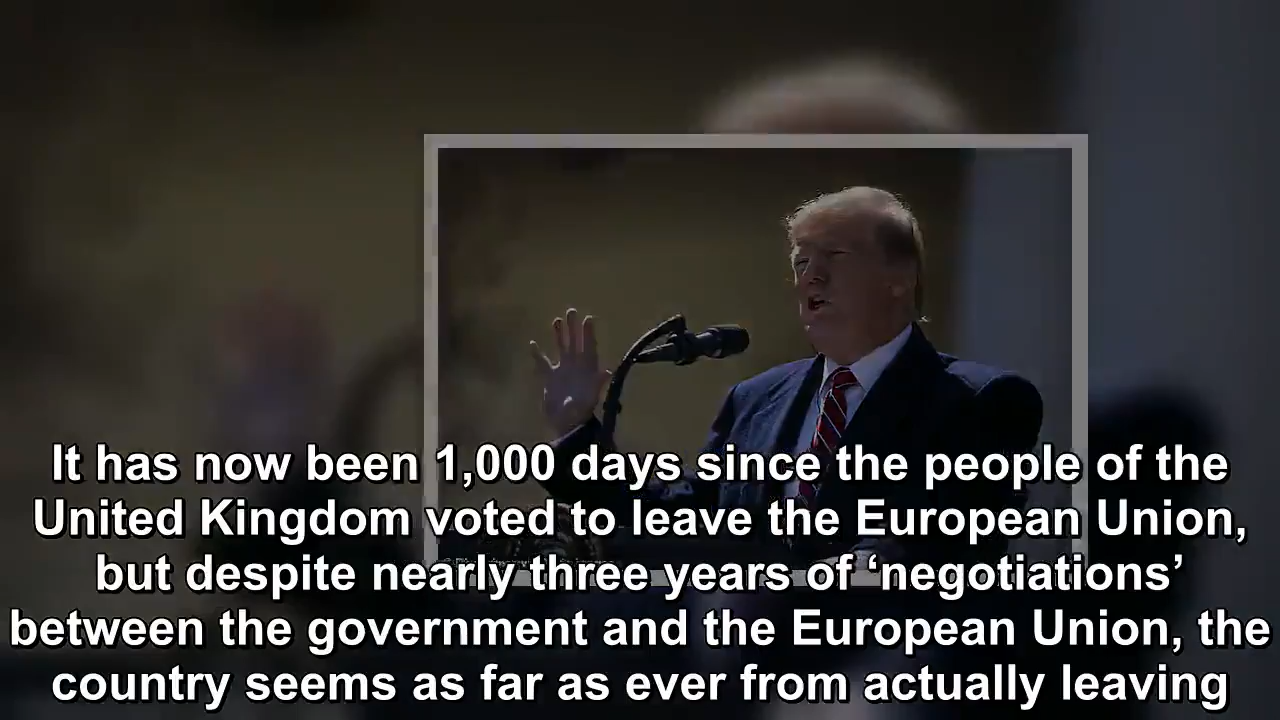 It has now been 1,000 days since the people of the
United Kingdom voted to leave the European Union,
but despite nearly three years of ‘negotiations’
between the government and the European Union, the
country seems as far as ever from actually leaving